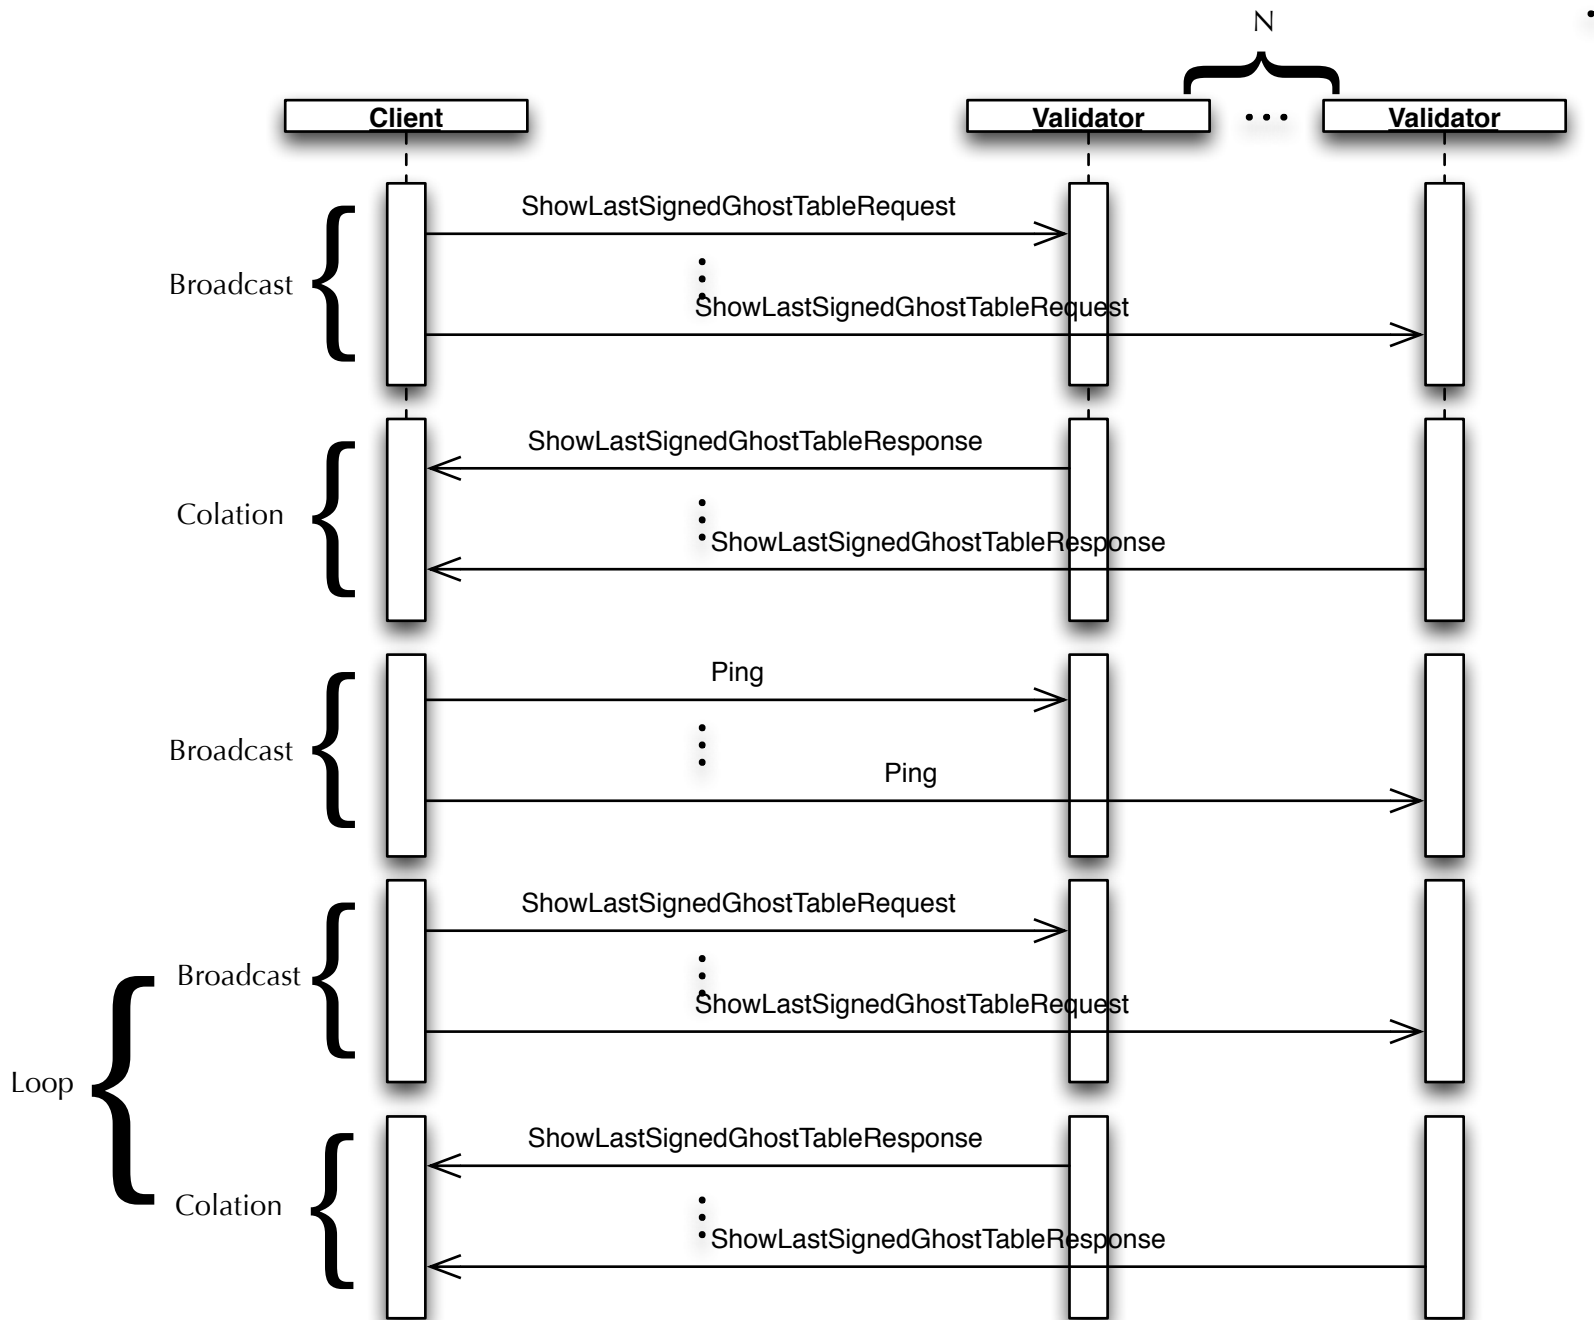 N
Client
Validator ... Validator
ShowLastSignedGhostTableRequest
Broadcast
ShowLastSignedGhostTableRequest
ShowLastSignedGhostTableResponse
Colation
ShowLastSignedGhostTableResponse
Ping
Broadcast
Ping
ShowLastSignedGhostTableRequest
Broadcast
ShowLastSignedGhostTableRequest
Loop
ShowLastSignedGhostTableResponse
Colation
ShowLastSignedGhostTableResponse